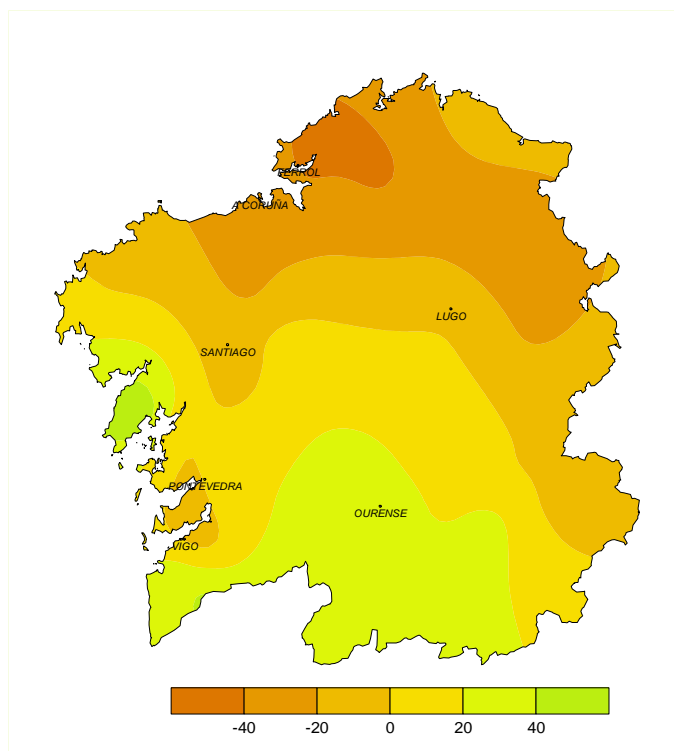 FERROL
A CORUÑA
LUGO
SANTIAGO
PONTEVEDRA
OURENSE
VIGO
-40 -20 0 20 40